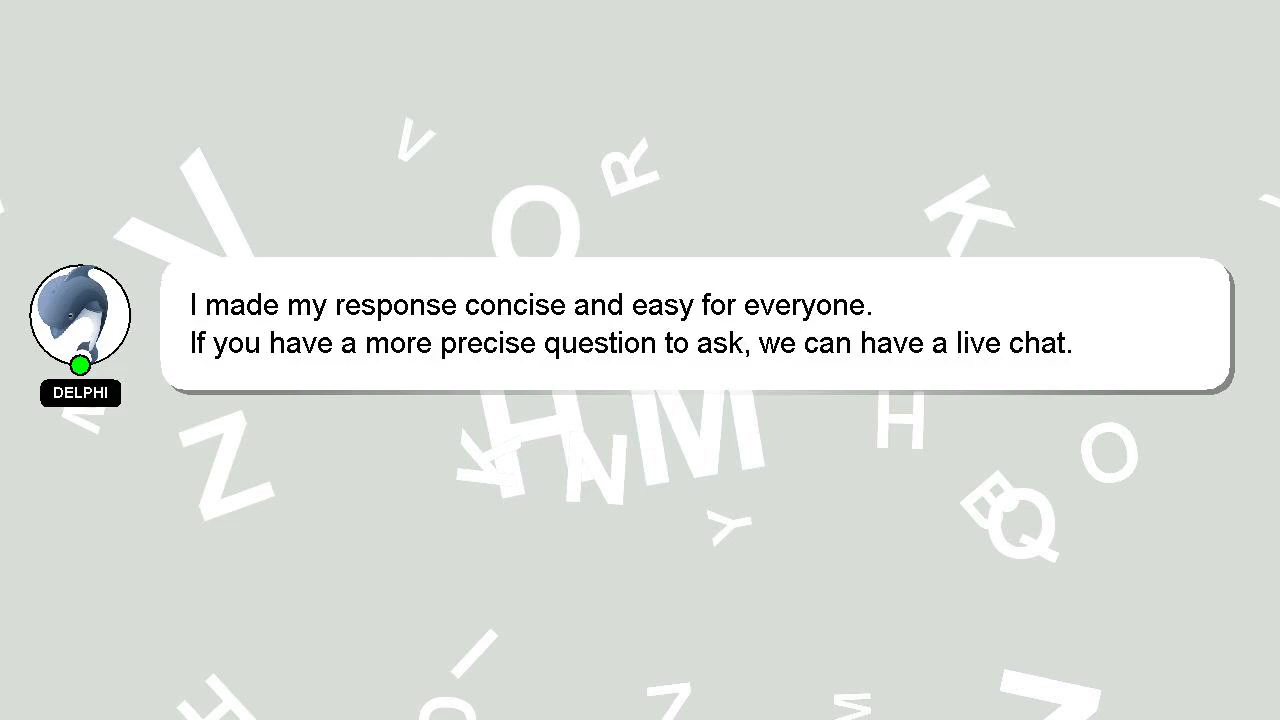 I made my response concise and easy for everyone.
If you have a more precise question to ask, we can have a live chat.
DELPHI
V
R
O
K
V
N
Z
H
M
K
N
H
O
B
Q
Y
I
H
O
Z
M